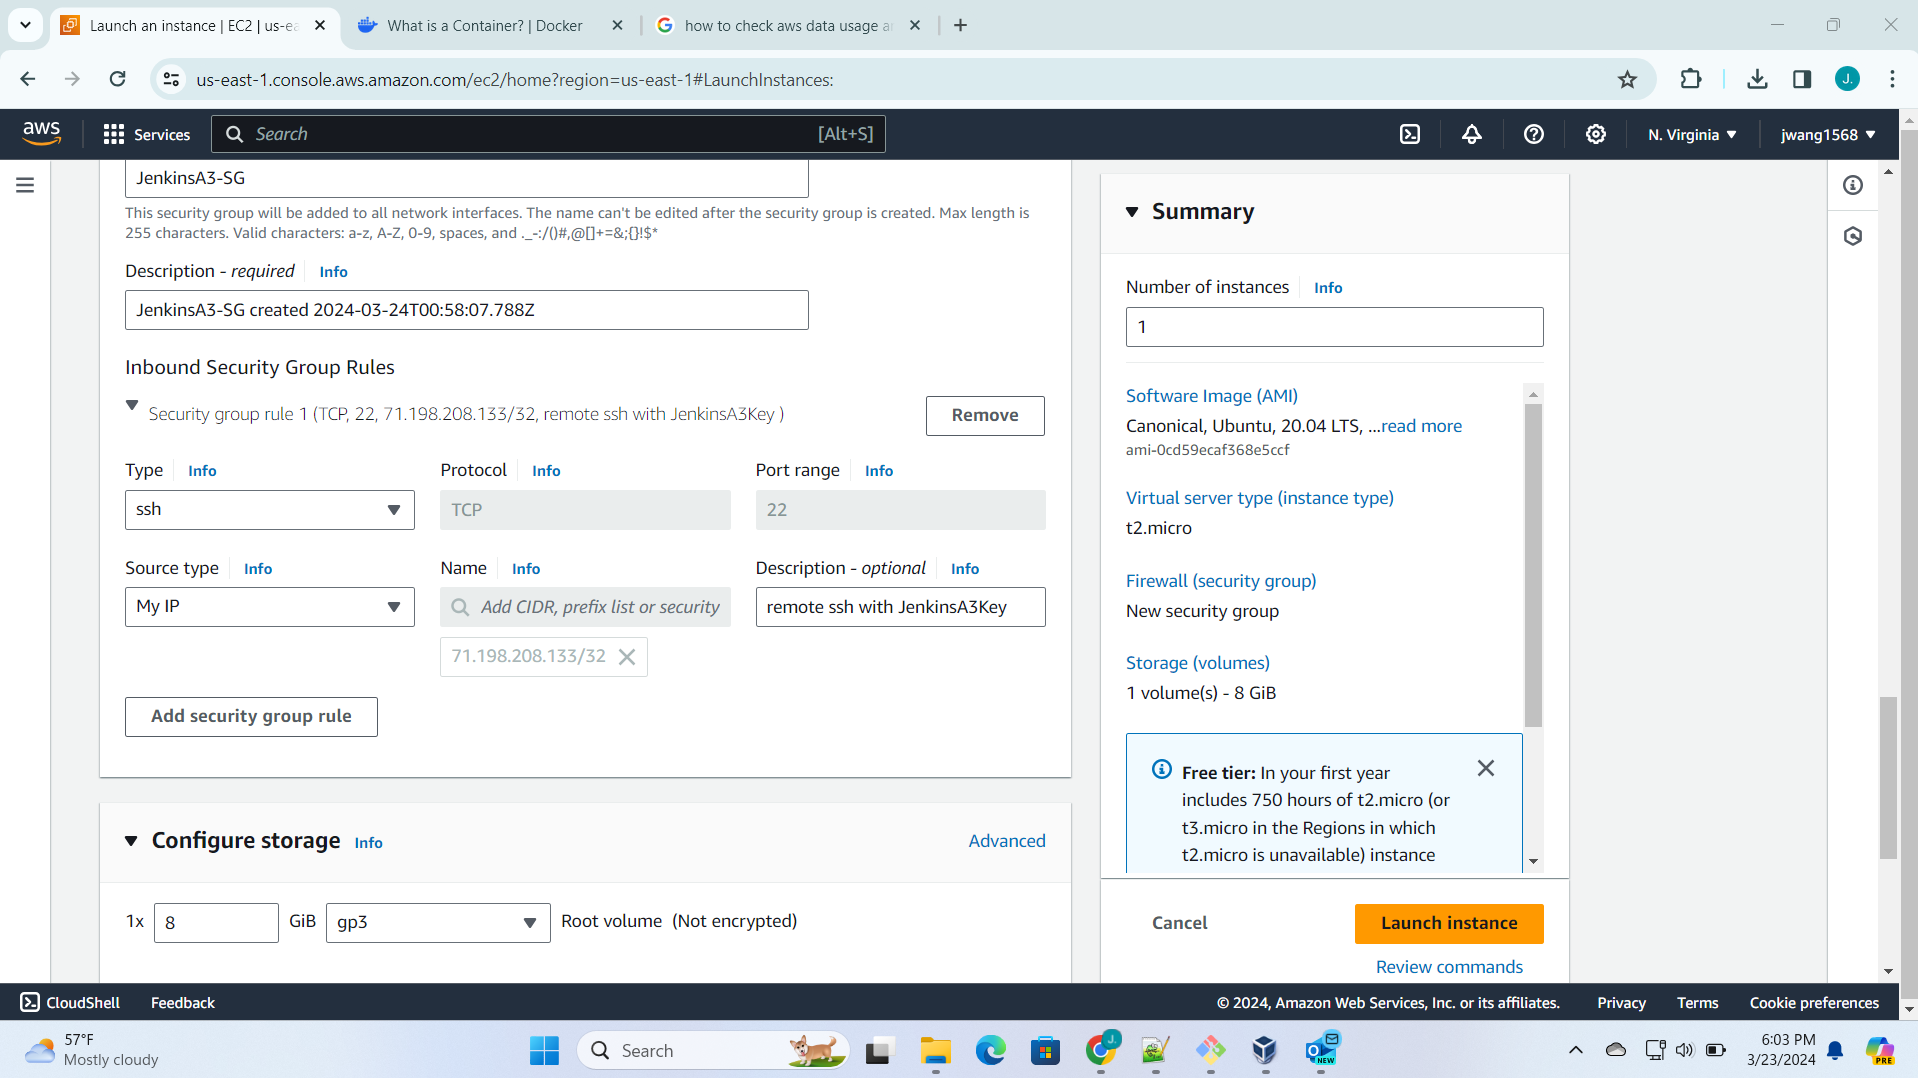 Launch an instance | EC2 | us-ea
What is a Container? | Docker
how to check aws data usage a
us-east-1.console.aws.amazon.com/ec2/home?region=us-east-1#LaunchInstances:
J.
aws
Services
Search
[Alt+S]
N. Virginia
jwang1568
JenkinsA3-SG
This security group will be added to all network interfaces. The name can't be edited after the security group is created. Max length is
255 characters. Valid characters: a-z, A-Z, 0-9, spaces, and ._-:/()#,@[]+=&;{}!$*
Description - required
Info
JenkinsA3-SG created 2024-03-24T00:58:07.788Z
Inbound Security Group Rules
Security group rule 1 (TCP, 22, 71.198.208.133/32, remote ssh with JenkinsA3Key )
Remove
Type
Info
Protocol
Info
Port range
Info
ssh
TCP
22
Source type
Info
Name
Info
Description - optional
Info
My IP
Add CIDR, prefix list or security
remote ssh with JenkinsA3Key
71.198.208.133/32
Add security group rule
Configure storage
Info
Advanced
1x
8
GiB
gp3
Root volume (Not encrypted)
Summary
Number of instances
Info
1
Software Image (AMI)
Canonical, Ubuntu, 20.04 LTS, ...read more
ami-0cd59ecaf368e5ccf
Virtual server type (instance type)
t2.micro
Firewall (security group)
New security group
Storage (volumes)
1 volume(s) - 8 GiB
Free tier: In your first year
includes 750 hours of t2.micro (or
t3.micro in the Regions in which
t2.micro is unavailable) instance
Cancel
Launch instance
Review commands
CloudShell
Feedback
© 2024, Amazon Web Services, Inc. or its affiliates.
Privacy
Terms
Cookie preferences
57°F
Mostly cloudy
Search
J.
NEW
6:03 PM
3/23/2024
PRE